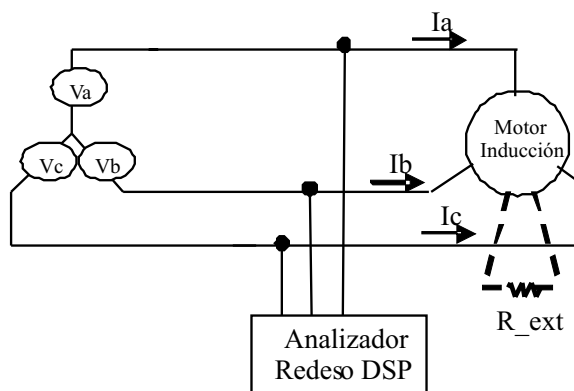 Ia
Va
Motor
Inducción
Vc
Vb
Ib
Ic
R_ext
Analizador
Redeso DSP